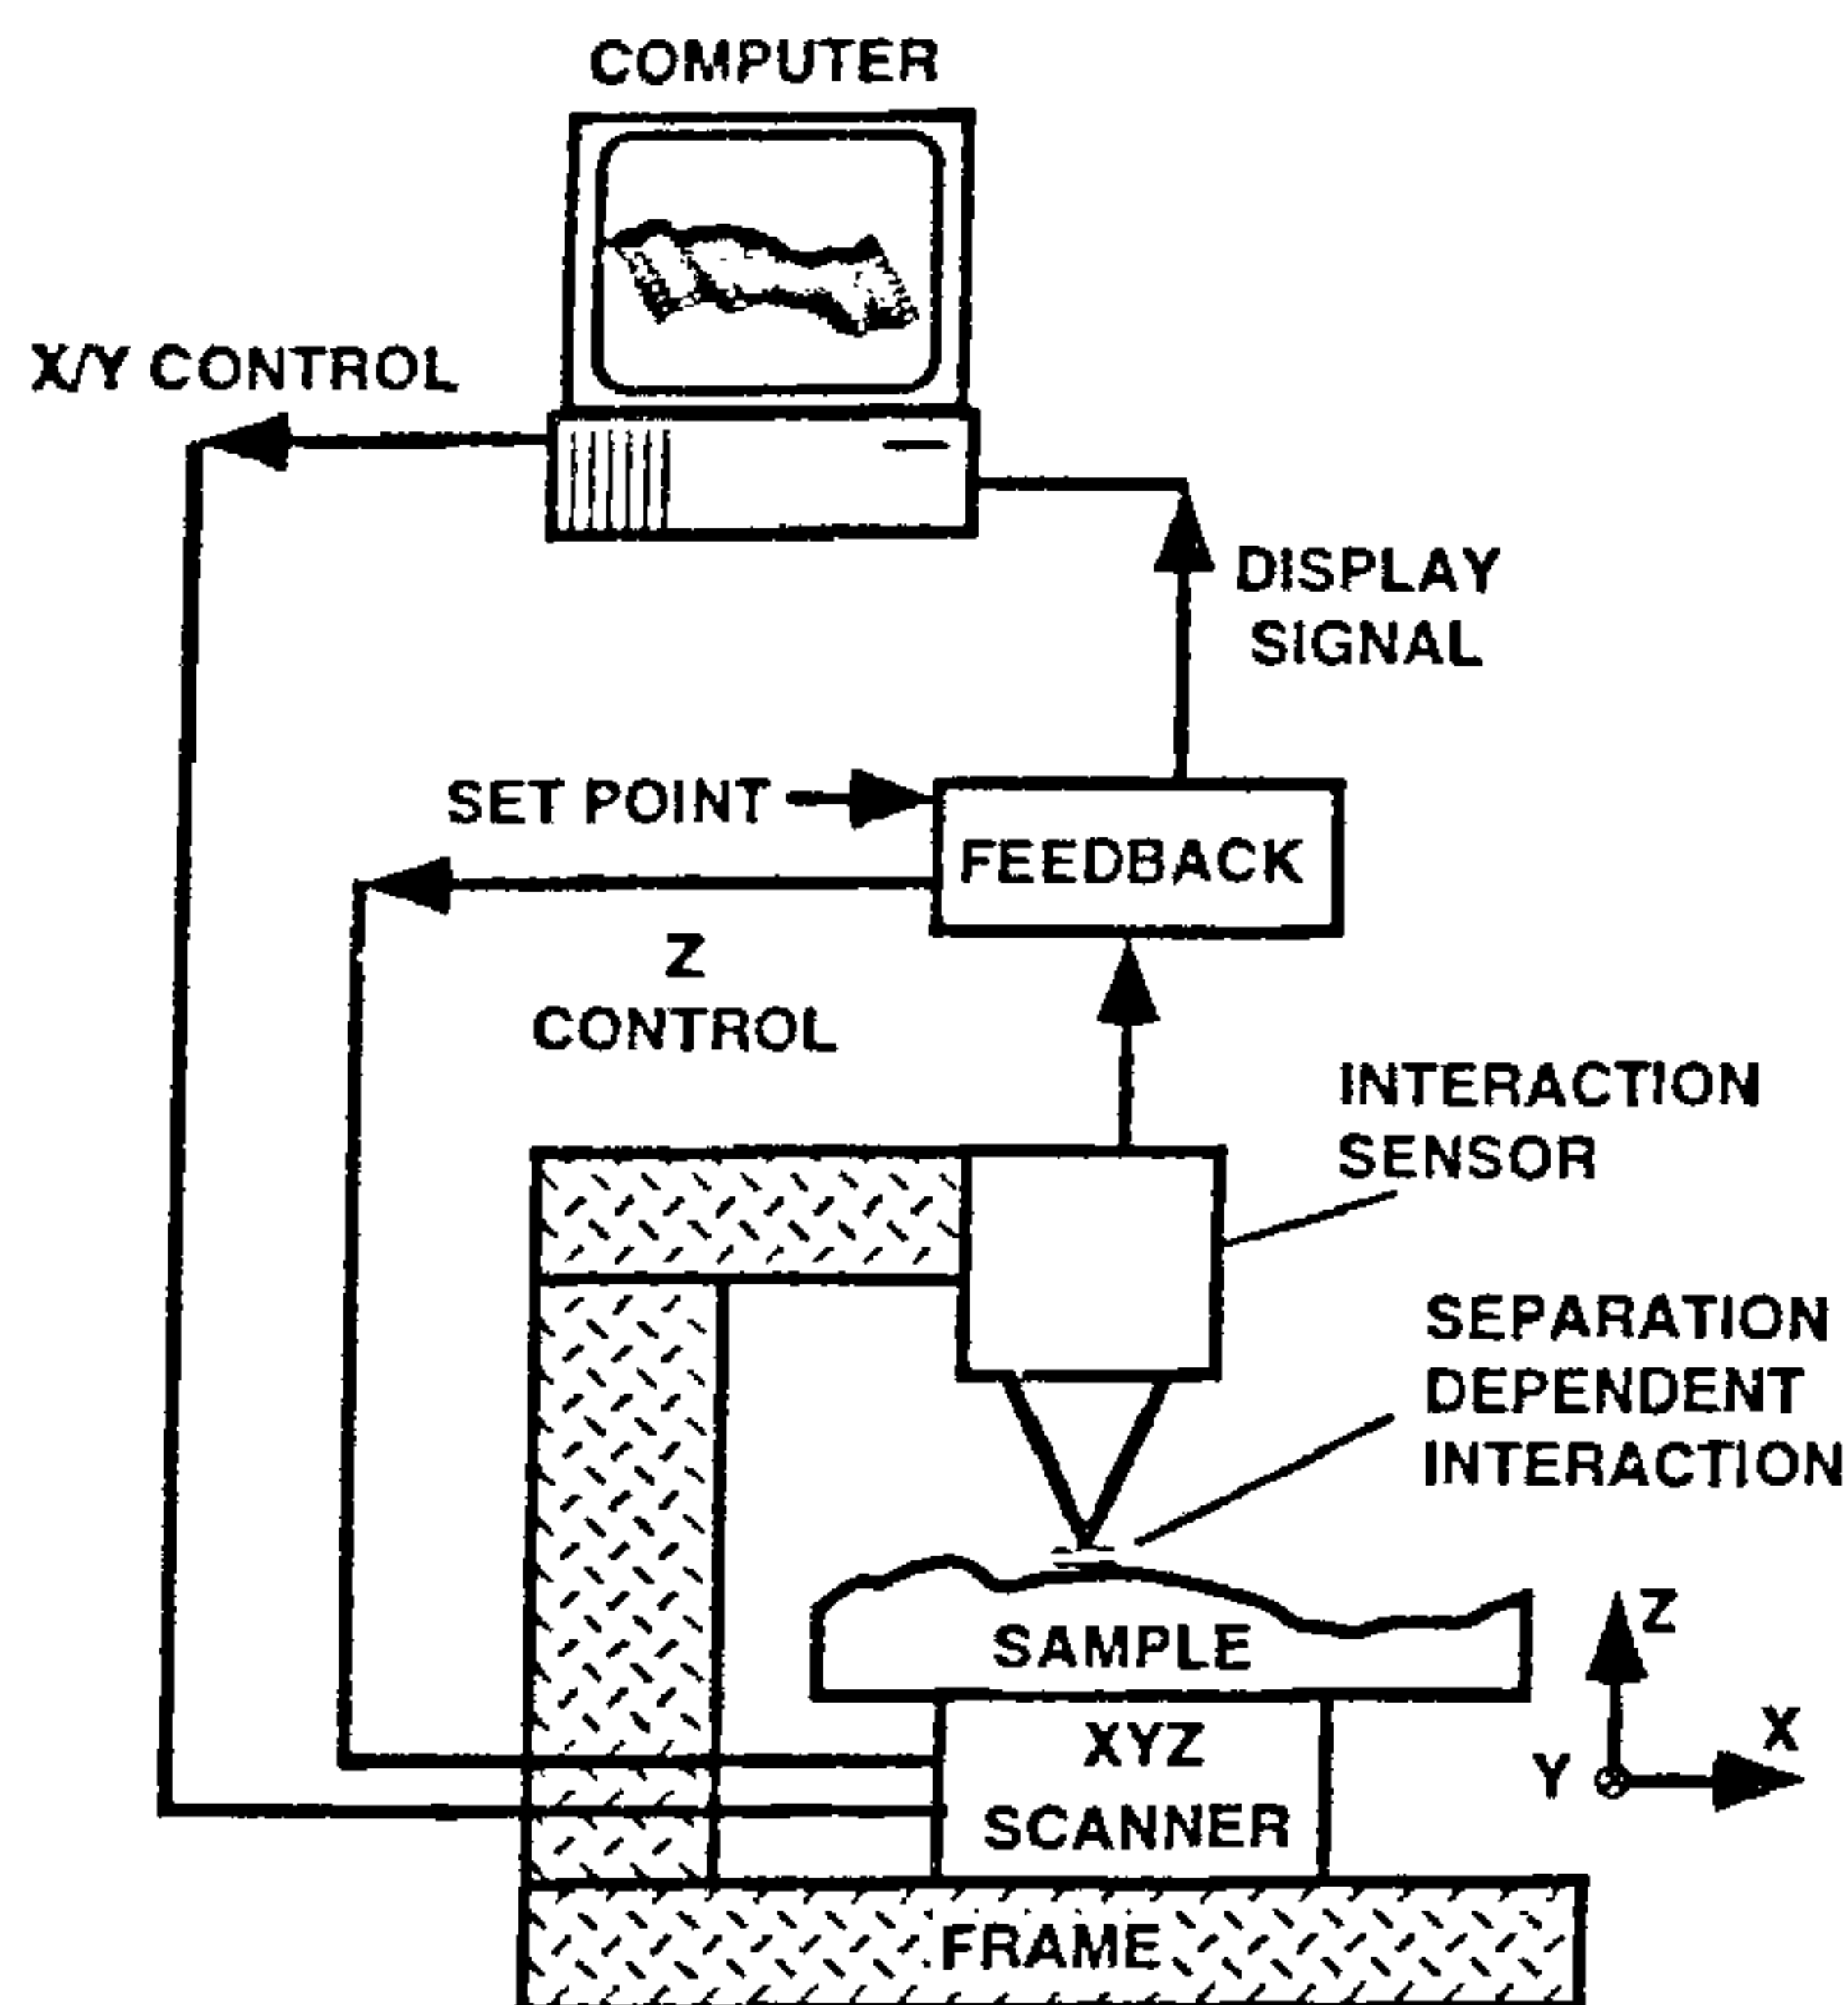 COMPUTER
X/Y CONTROL
DISPLAY
SIGNAL
SET POINT
FEEDBACK
Z
CONTROL
INTERACTION
SENSOR
SEPARATION
DEPENDENT
INTERACTION
SAMPLE
Z
X
Y
XYZ
SCANNER
FRAME